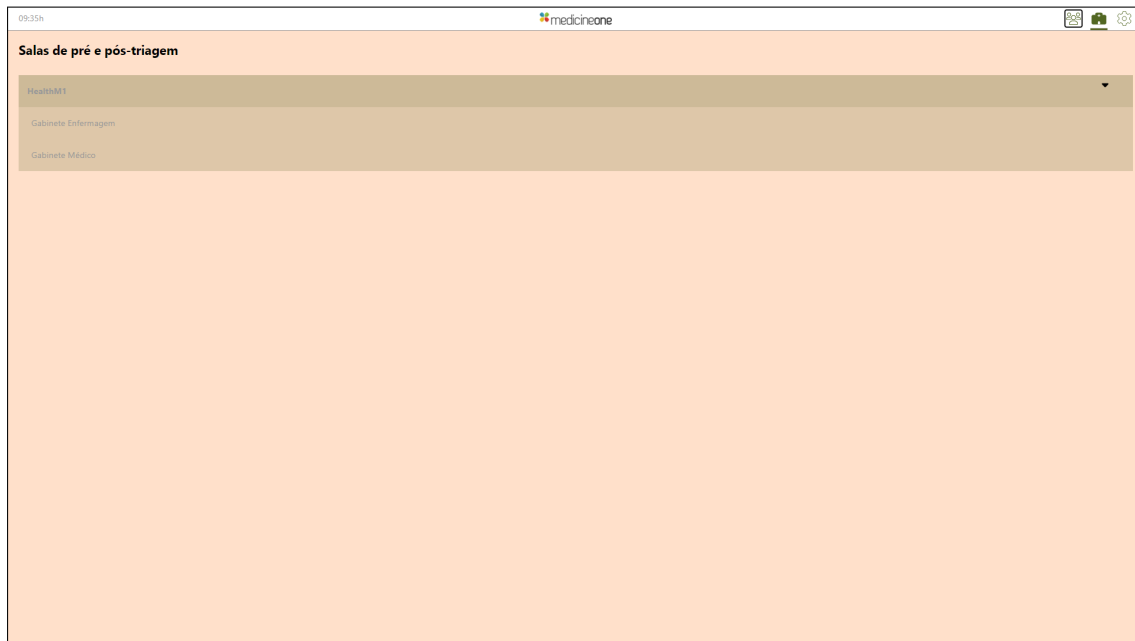 09:35h
medicineone
Salas de pré e pós-triagem
HealthM1
Gabinete Enfermagem
Gabinete Médico